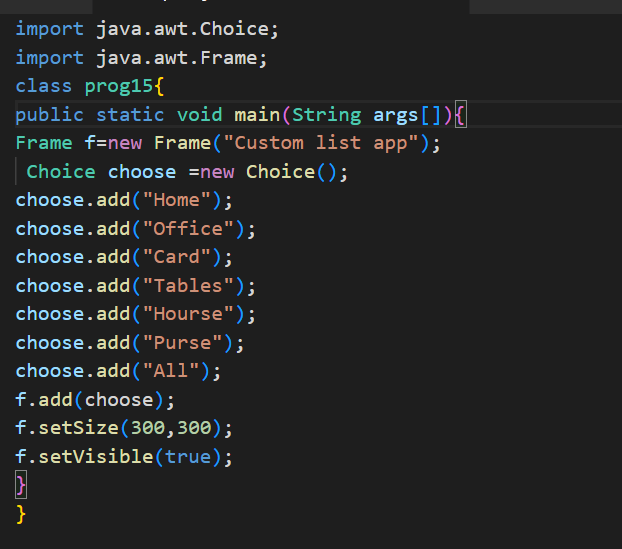 import java.awt.Choice;
import java.awt.Frame;
class prog15{
public static void main(String args[]){
Frame f=new Frame("Custom list app");
Choice choose =new Choice();
choose.add("Home");
choose.add("Office");
choose.add("Card");
choose.add("Tables");
choose.add("Hourse");
choose.add("Purse");
choose.add("All");
f.add(choose);
f.setSize(300,300);
f.setVisible(true);
}
}